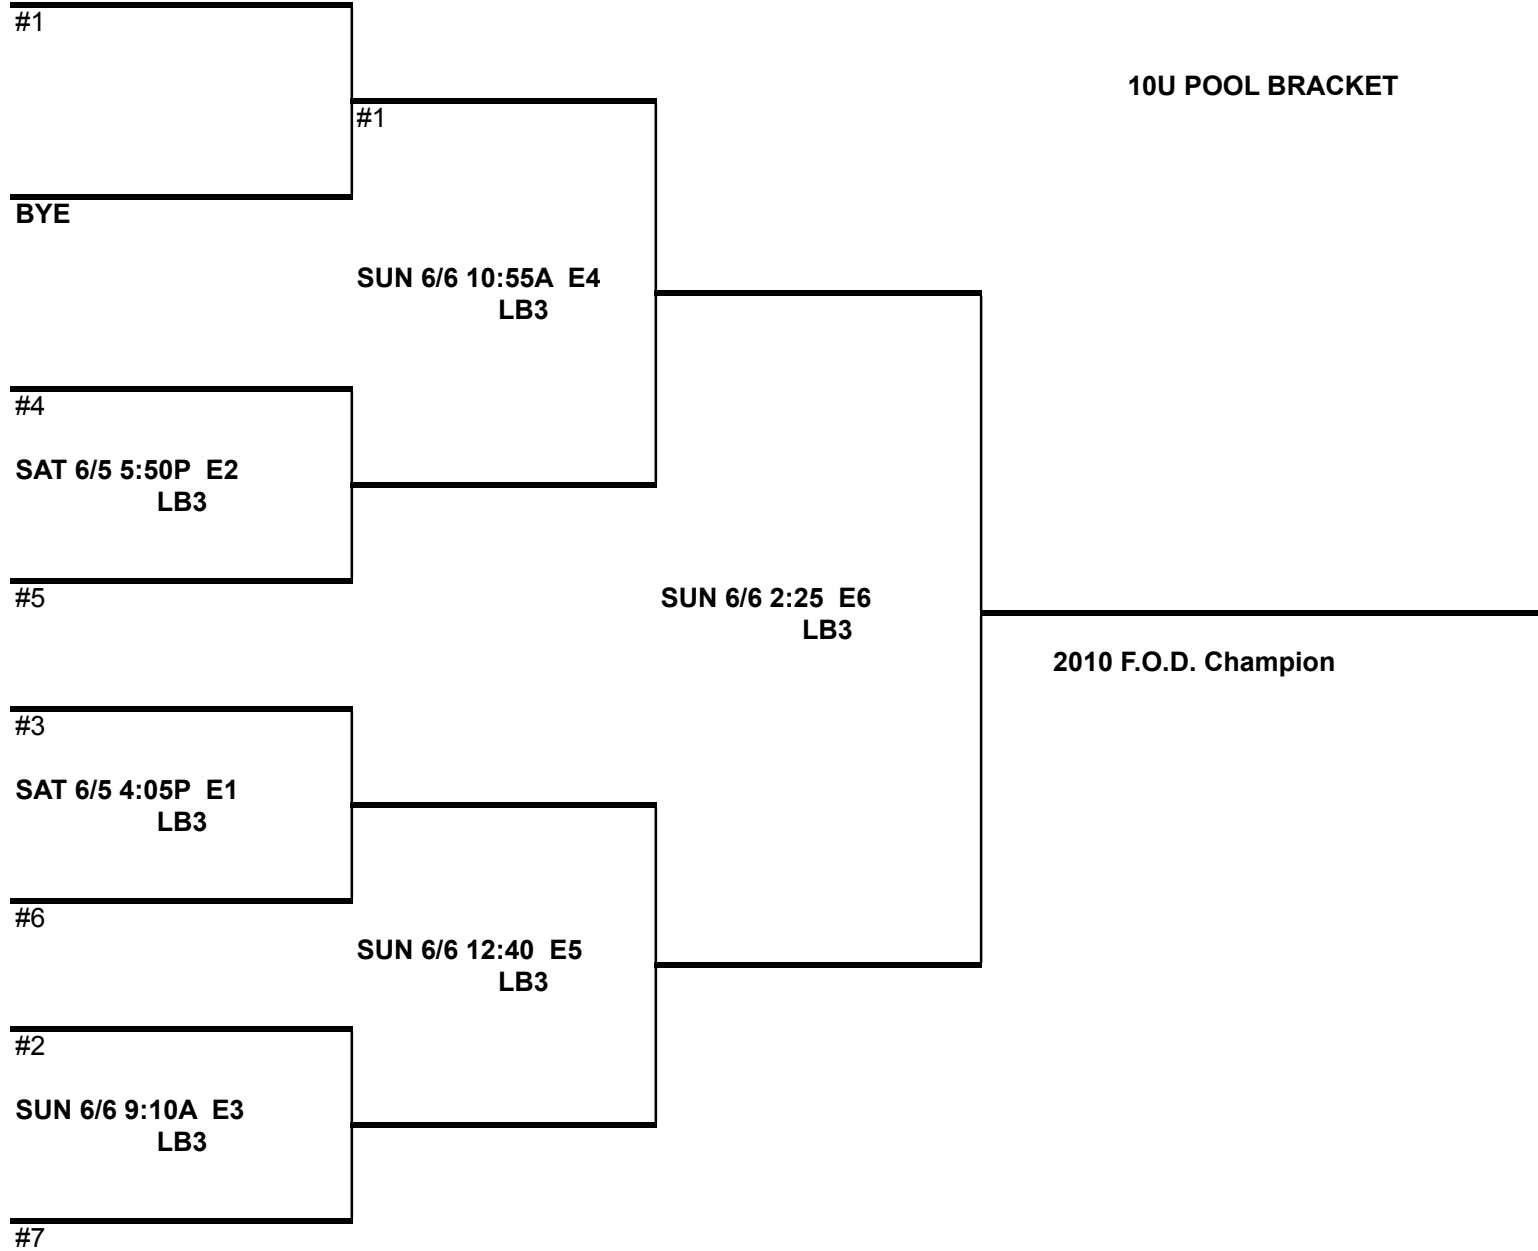 #1
10U POOL BRACKET
#1
BYE
SUN 6/6 10:55A E4
LB3
#4
SAT 6/5 5:50P E2
LB3
#5
SUN 6/6 2:25 E6
LB3
2010 F.O.D. Champion
#3
SAT 6/5 4:05P E1
LB3
#6
SUN 6/6 12:40 E5
LB3
#2
SUN 6/6 9:10A E3
LB3
#7